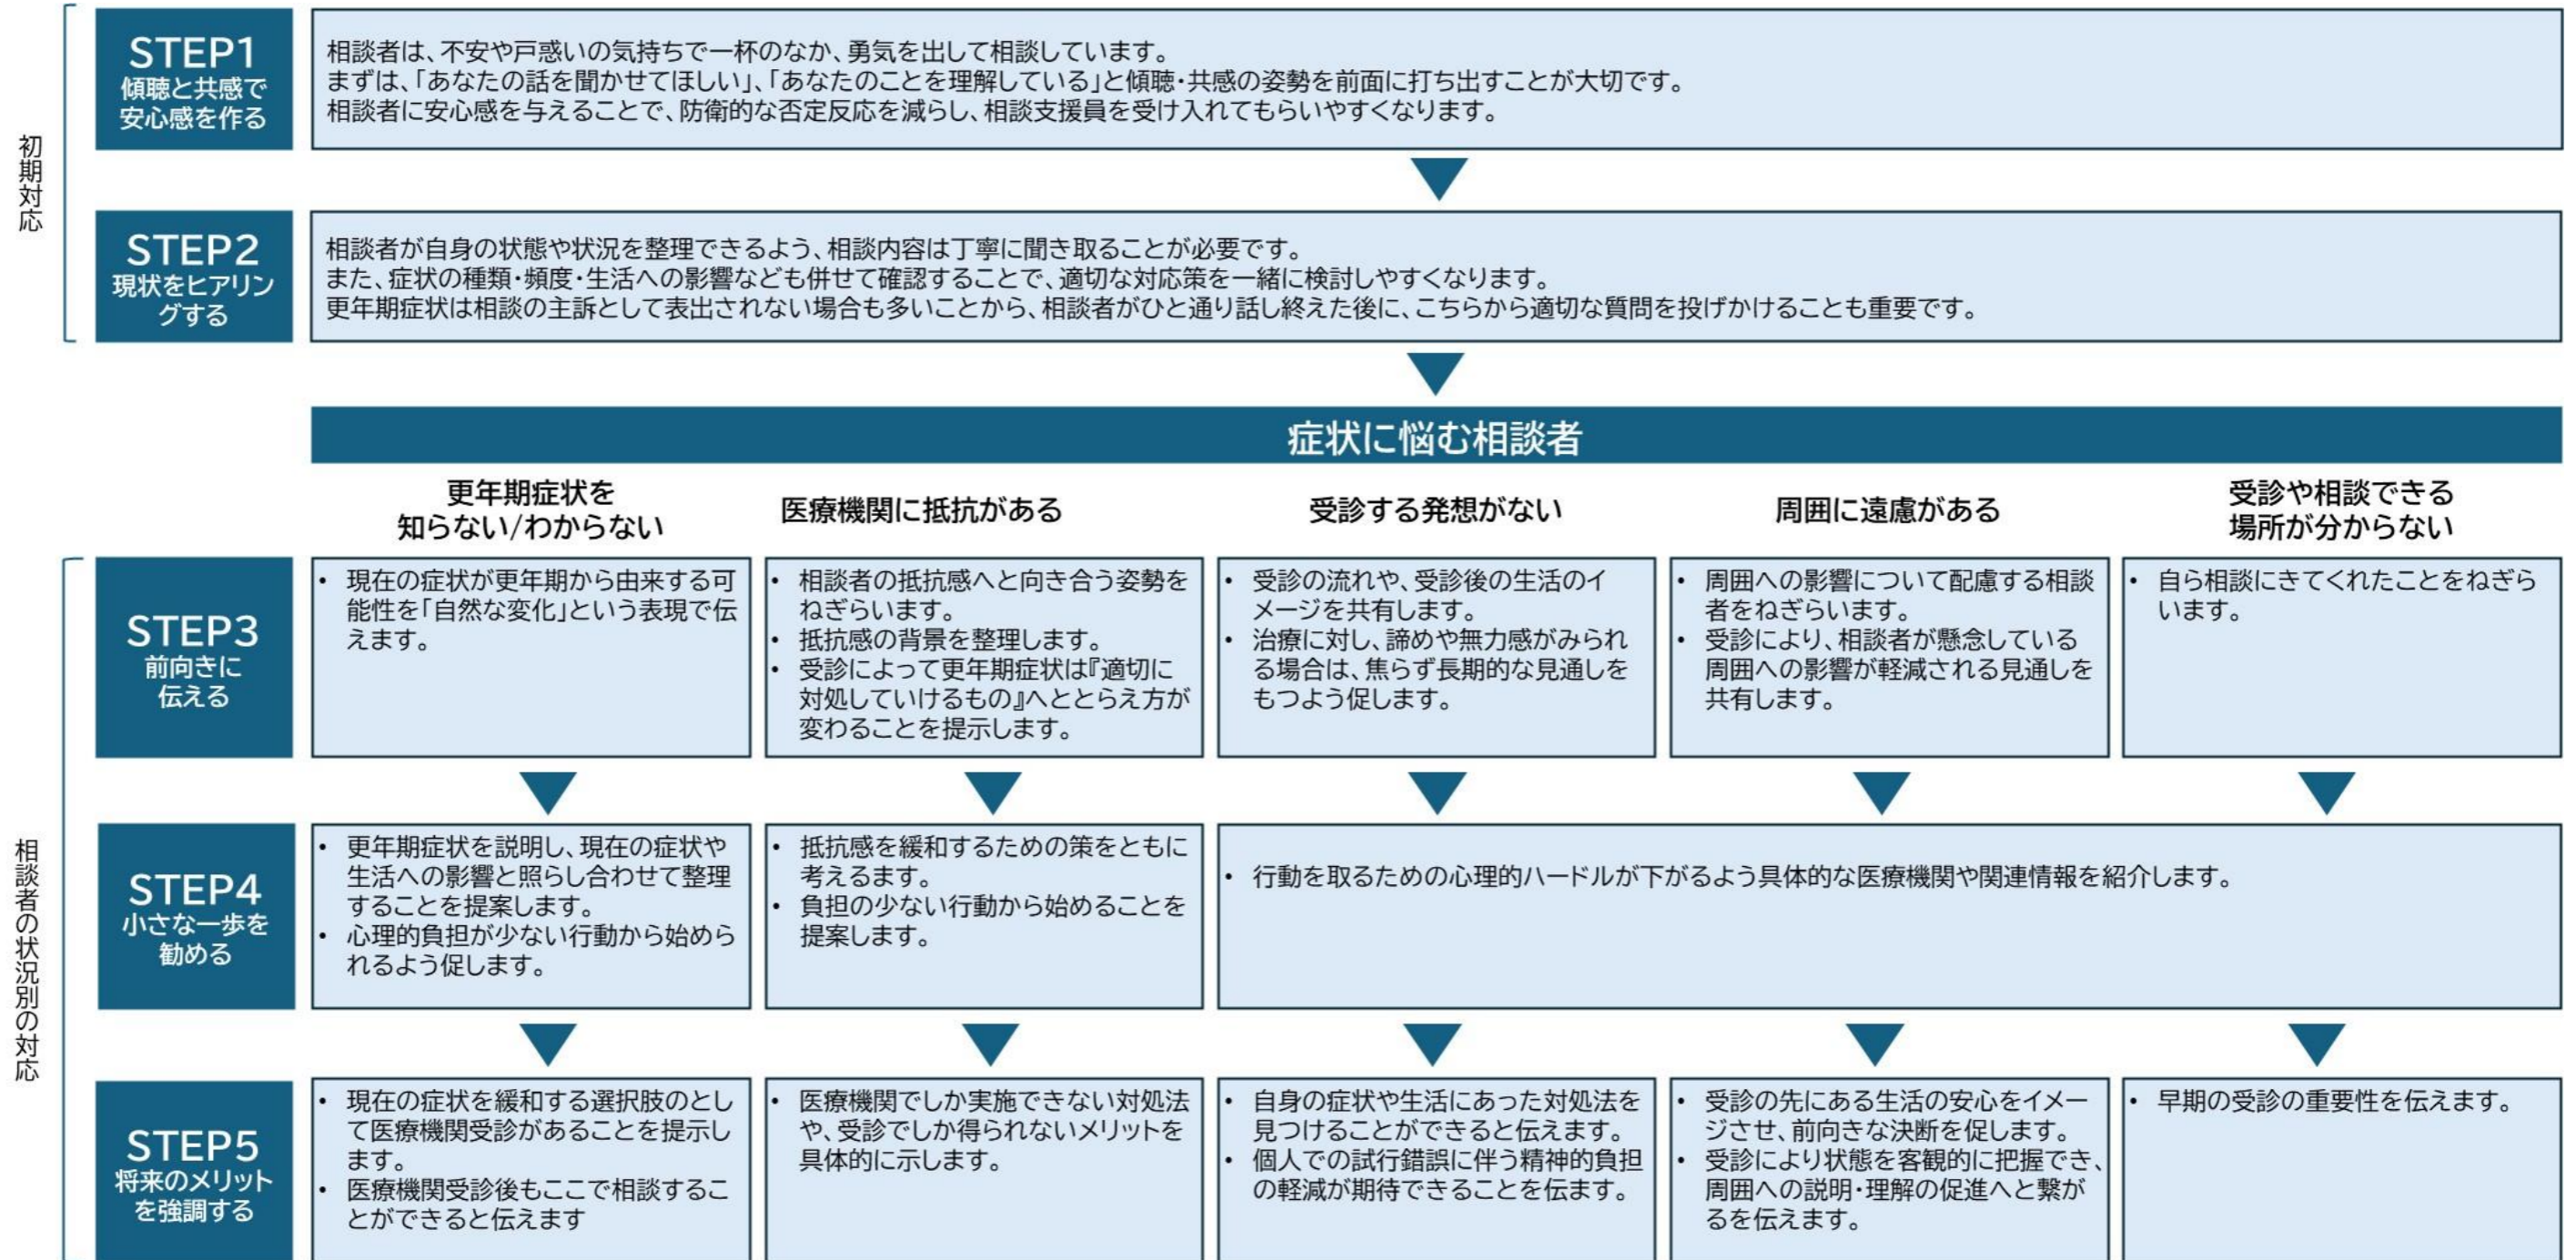 初期対応
STEP1
傾聴と共感で
安心感を作る
相談者は、不安や戸惑いの気持ちで一杯のなか、勇気を出して相談しています。
まずは、「あなたの話を聞かせてほしい」、「あなたのことを理解している」と傾聴・共感の姿勢を前面に打ち出すことが大切です。
相談者に安心感を与えることで、防衛的な否定反応を減らし、相談支援員を受け入れてもらいやすくなります。
STEP2
現状をヒアリン
グする
相談者が自身の状態や状況を整理できるよう、相談内容は丁寧に聞き取ることが必要です。
また、症状の種類・頻度・生活への影響なども併せて確認することで、適切な対応策を一緒に検討しやすくなります。
更年期症状は相談の主訴として表出されない場合も多いことから、相談者がひと通り話し終えた後に、こちらから適切な質問を投げかけることも重要です。
症状に悩む相談者
更年期症状を
知らない/わからない
医療機関に抵抗がある
受診する発想がない
周囲に遠慮がある
受診や相談できる
場所が分からない
相談者の状況別の対応
STEP3
前向きに
伝える
• 現在の症状が更年期から由来する可
能性を「自然な変化」という表現で伝
えます。
• 相談者の抵抗感へと向き合う姿勢を
ねぎらいます。
• 抵抗感の背景を整理します。
• 受診によって更年期症状は『適切に
対処していけるもの』へととらえ方が
変わることを提示します。
• 受診の流れや、受診後の生活のイ
メージを共有します。
• 治療に対し、諦めや無力感がみられ
る場合は、焦らず長期的な見通しを
もつよう促します。
• 周囲への影響について配慮する相談
者をねぎらいます。
• 受診により、相談者が懸念している
周囲への影響が軽減される見通しを
共有します。
• 自ら相談にきてくれたことをねぎら
います。
STEP4
小さな一歩を
勧める
• 更年期症状を説明し、現在の症状や
生活への影響と照らし合わせて整理
することを提案します。
• 心理的負担が少ない行動から始めら
れるよう促します。
• 抵抗感を緩和するための策をともに
考えるます。
• 負担の少ない行動から始めることを
提案します。
• 行動を取るための心理的ハードルが下がるよう具体的な医療機関や関連情報を紹介します。
STEP5
将来のメリット
を強調する
• 現在の症状を緩和する選択肢のとし
て医療機関受診があることを提示し
ます。
• 医療機関受診後もここで相談するこ
とができると伝えます
• 医療機関でしか実施できない対処法
や、受診でしか得られないメリットを
具体的に示します。
• 自身の症状や生活にあった対処法を
見つけることができると伝えます。
• 個人での試行錯誤に伴う精神的負担
の軽減が期待できることを伝ます。
• 受診の先にある生活の安心をイメー
ジさせ、前向きな決断を促します。
• 受診により状態を客観的に把握でき、
周囲への説明・理解の促進へと繋が
るを伝えます。
• 早期の受診の重要性を伝えます。